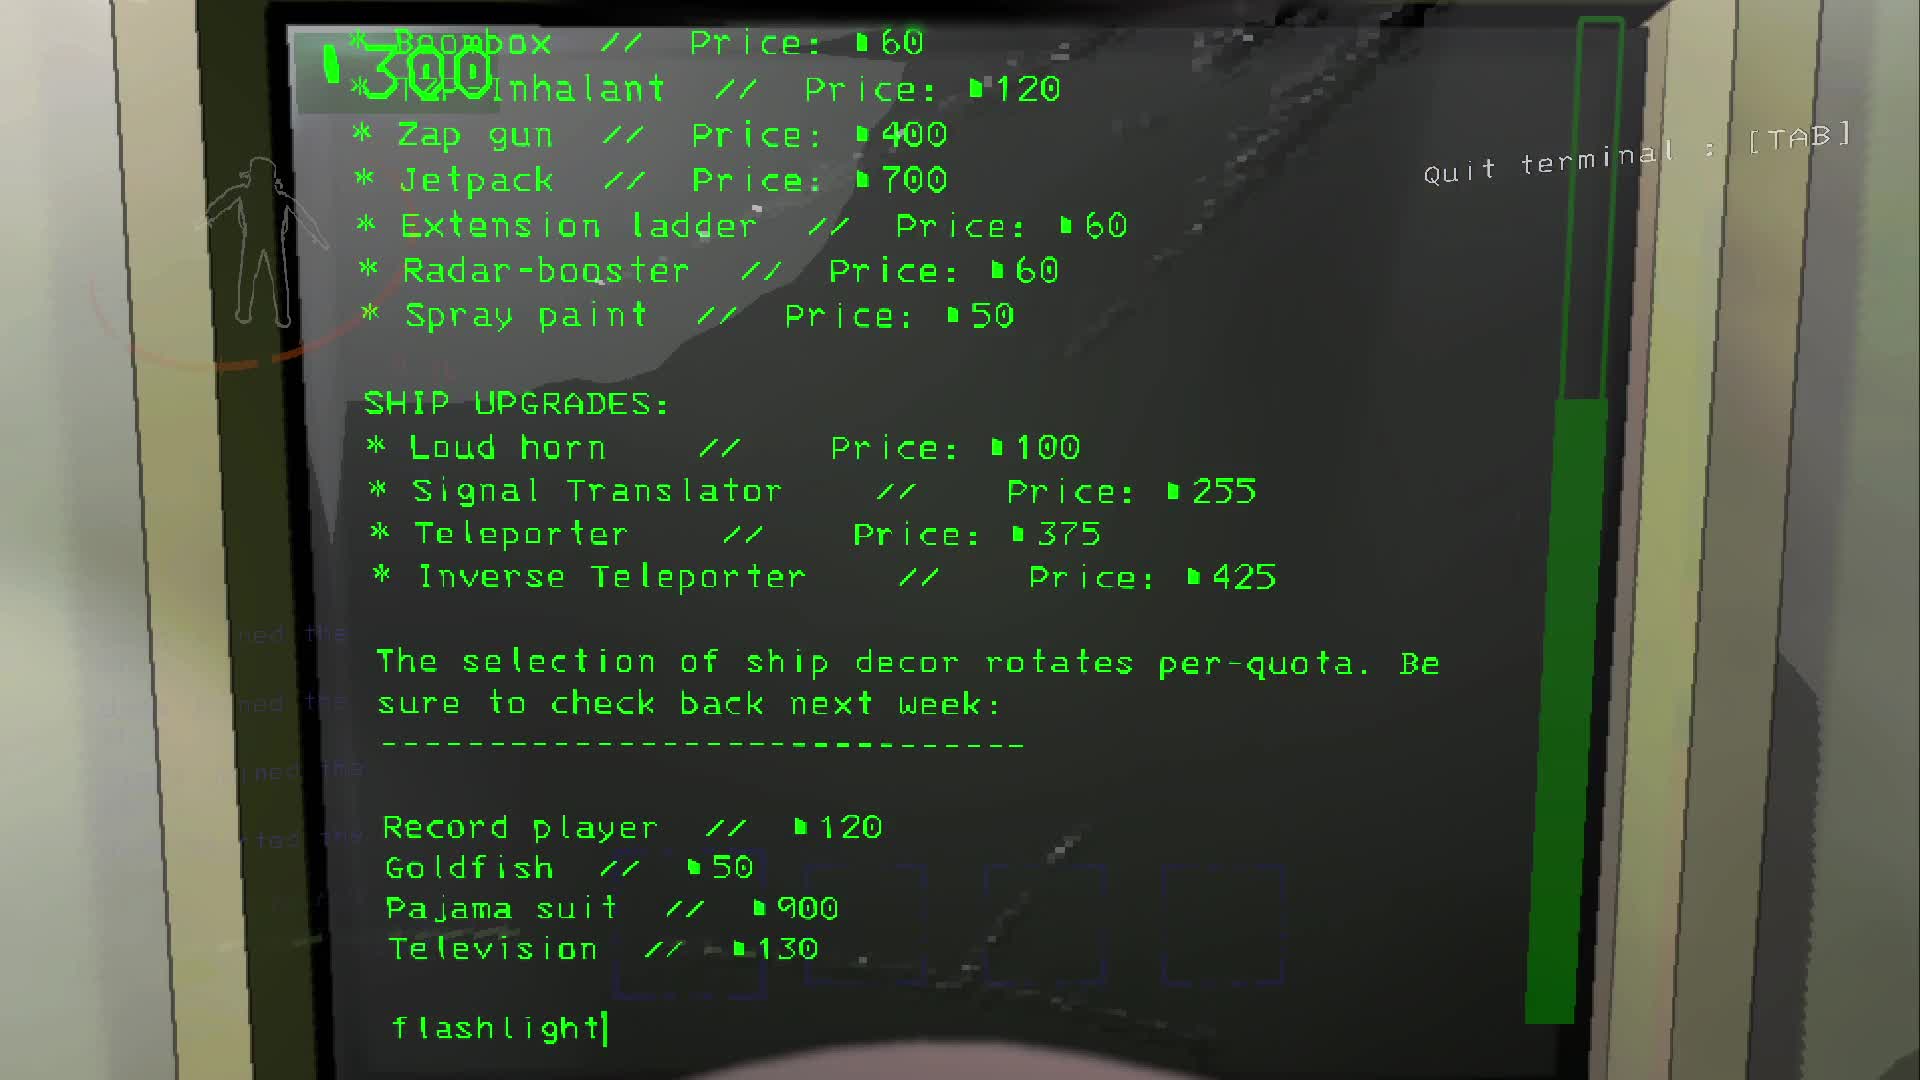 * Boombox // Price: 60
300
* Inhalant // Price: 120
* Zap gun // Price: 400
Quit terminal : [TAB]
* Jetpack // Price: 700
* Extension ladder // Price: 60
* Radar-booster // Price: 60
* Spray paint // Price: 50
SHIP UPGRADES:
* Loud horn // Price: 100
* Signal Translator // Price: 255
* Teleporter // Price: 375
* Inverse Teleporter // Price: 425
The selection of ship decor rotates per-quota. Be
sure to check back next week:
------------------------------
Record player // 120
Goldfish // 50
Pajama suit // 900
Television // 130
flashlight